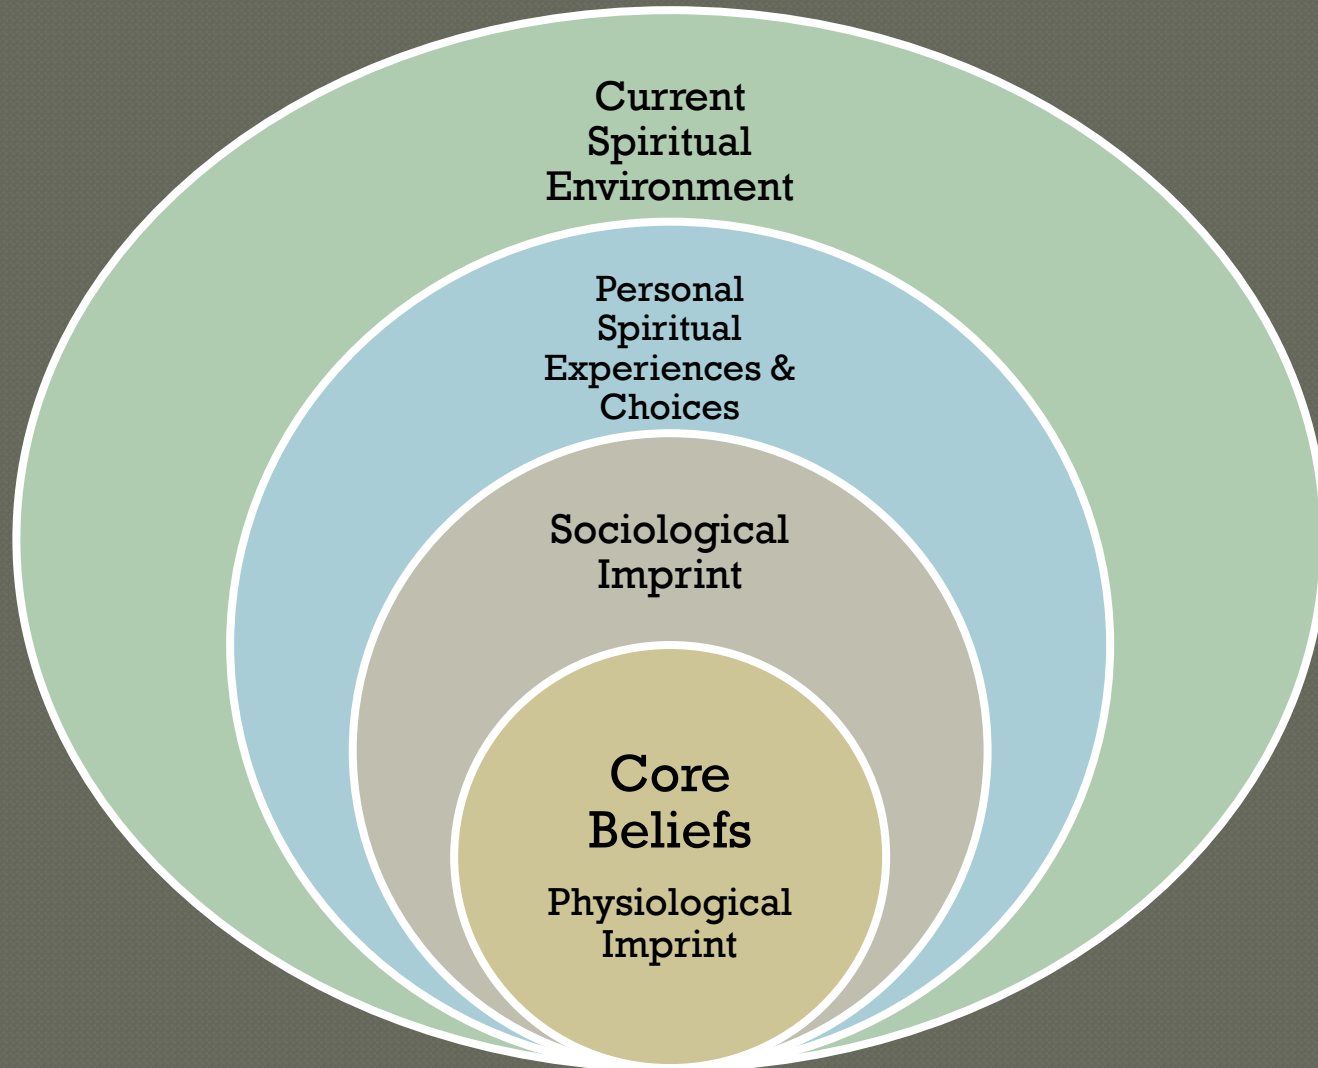 Current
Spiritual
Environment
Personal
Spiritual
Experiences &
Choices
Sociological
Imprint
Core
Beliefs
Physiological
Imprint